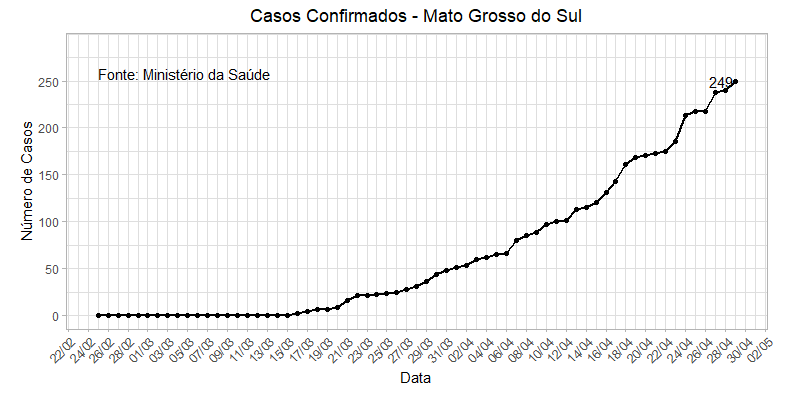 Casos Confirmados - Mato Grosso do Sul
Fonte: Ministério da Saúde
249
Número de Casos
250
200
150
100
50
0
22/02 24/02 26/02 28/02 01/03 03/03 05/03 07/03 09/03 11/03 13/03 15/03 17/03 19/03 21/03 23/03 25/03 27/03 29/03 31/03 02/04 04/04 06/04 08/04 10/04 12/04 14/04 16/04 18/04 20/04 22/04 24/04 26/04 28/04 30/04 02/05
Data